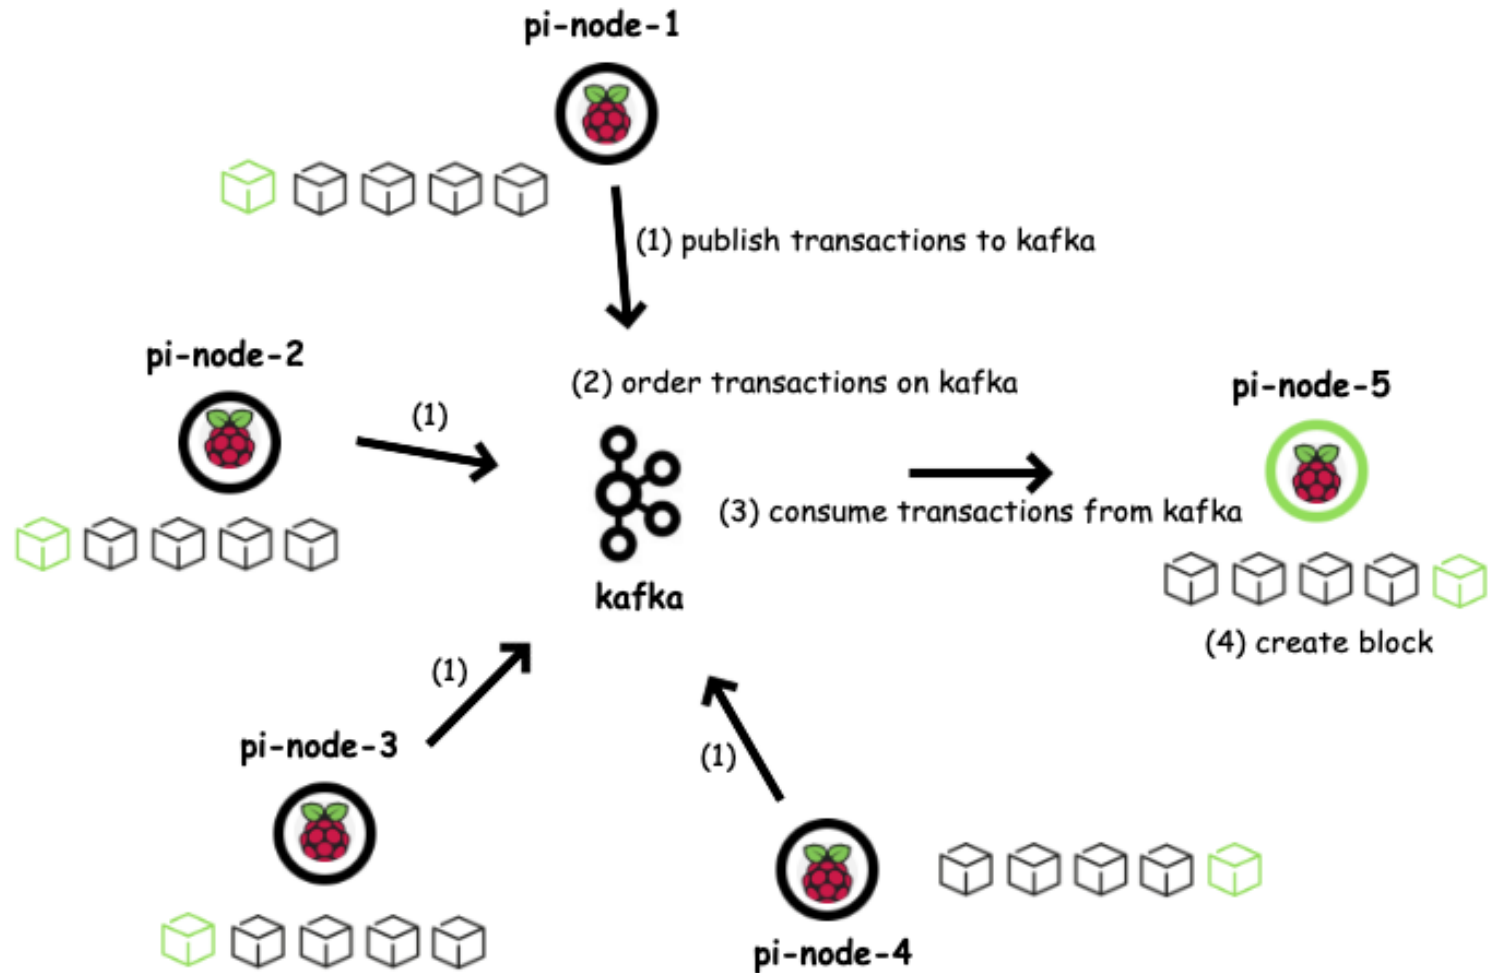 pi-node-1
(1) publish transactions to kafka
pi-node-2
(1)
(2) order transactions on kafka
pi-node-5
(3) consume transactions from kafka
kafka
(4) create block
(1)
pi-node-3
(1)
pi-node-4